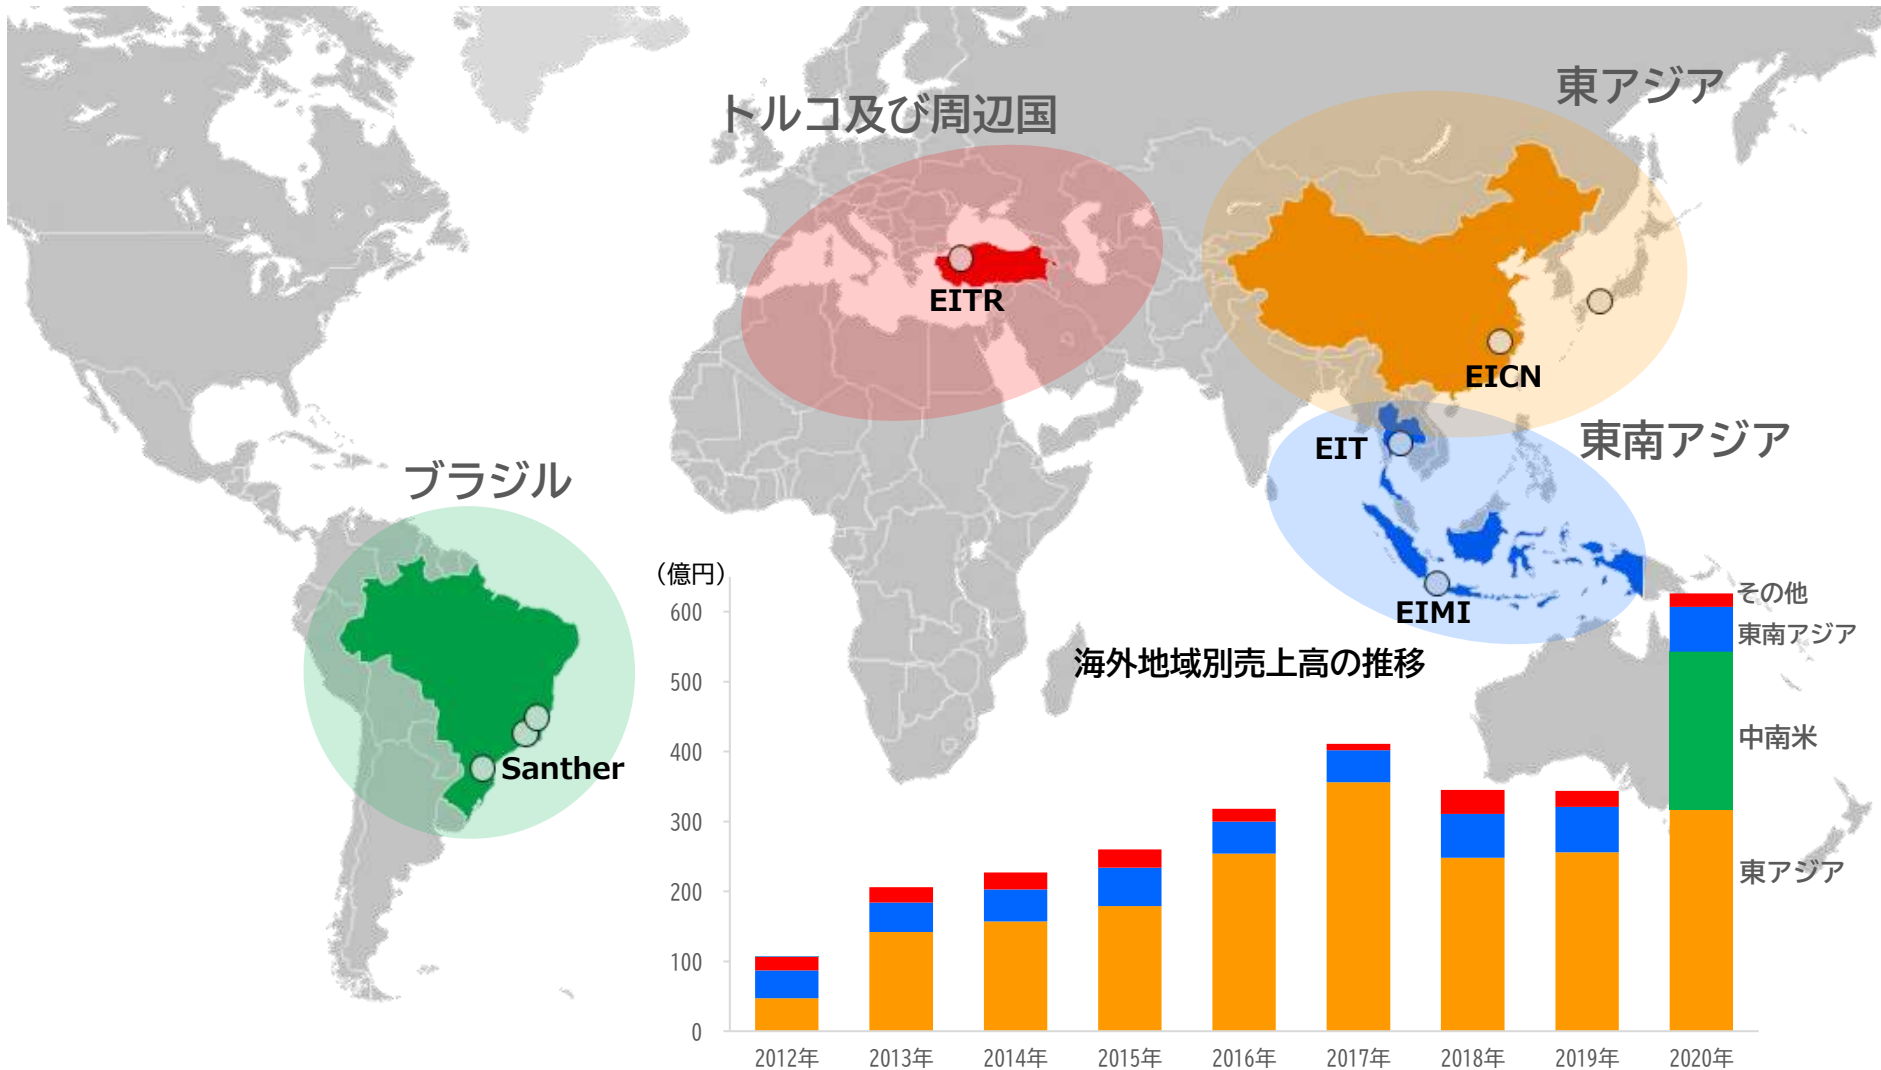 東アジア
トルコ及び周辺国
EITR
EICN
東南アジア
EIT
ブラジル
EIMI
Santher
(億円)
海外地域別売上高の推移
その他
東南アジア
中南米
東アジア
600
500
400
300
200
100
0
2012年 2013年 2014年 2015年 2016年 2017年 2018年 2019年 2020年